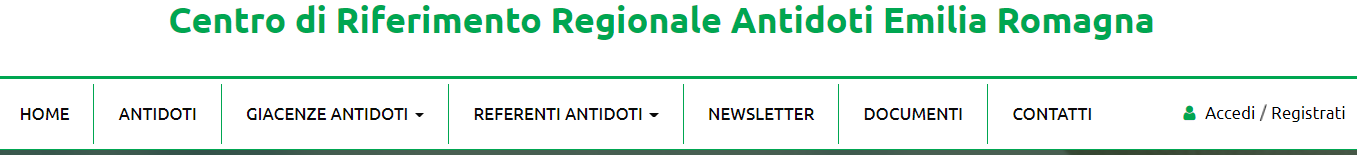 Centro di Riferimento Regionale Antidoti Emilia Romagna
HOME ANTIDOTI GIACENZE ANTIDOTI REFERENTI ANTIDOTI NEWSLETTER DOCUMENTI CONTATTI Accedi / Registrati